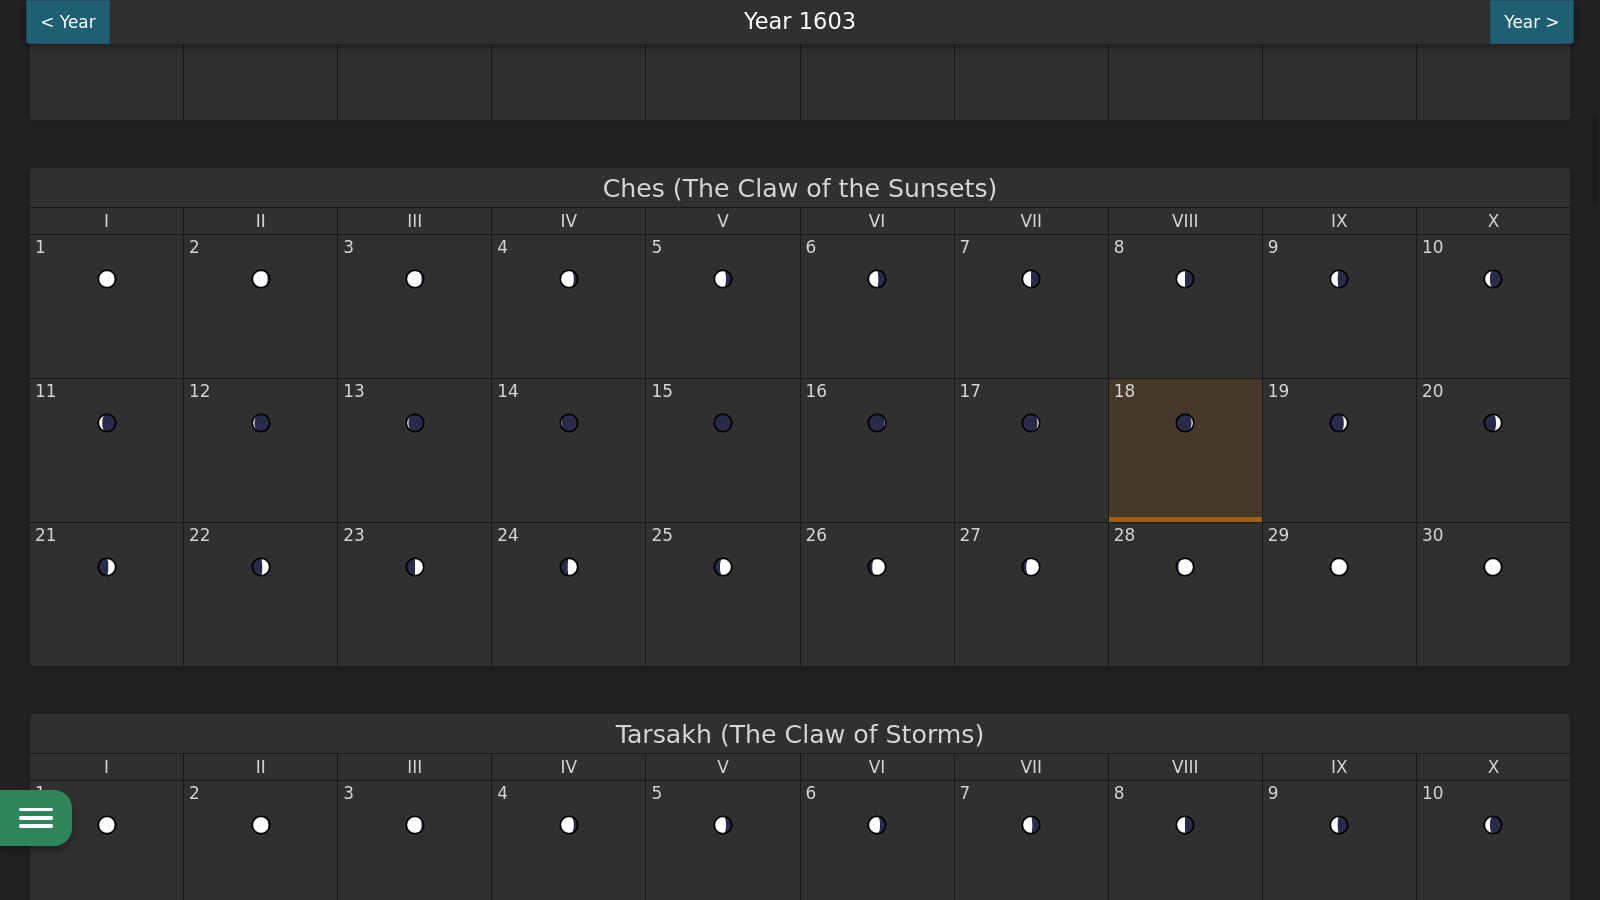 < Year
Year 1603
Year >
Ches (The Claw of the Sunsets)
I II III IV V VI VII VIII IX X
1 2 3 4 5 6 7 8 9 10
11 12 13 14 15 16 17 18 19 20
21 22 23 24 25 26 27 28 29 30
Tarsakh (The Claw of Storms)
I II III IV V VI VII VIII IX X
1 2 3 4 5 6 7 8 9 10